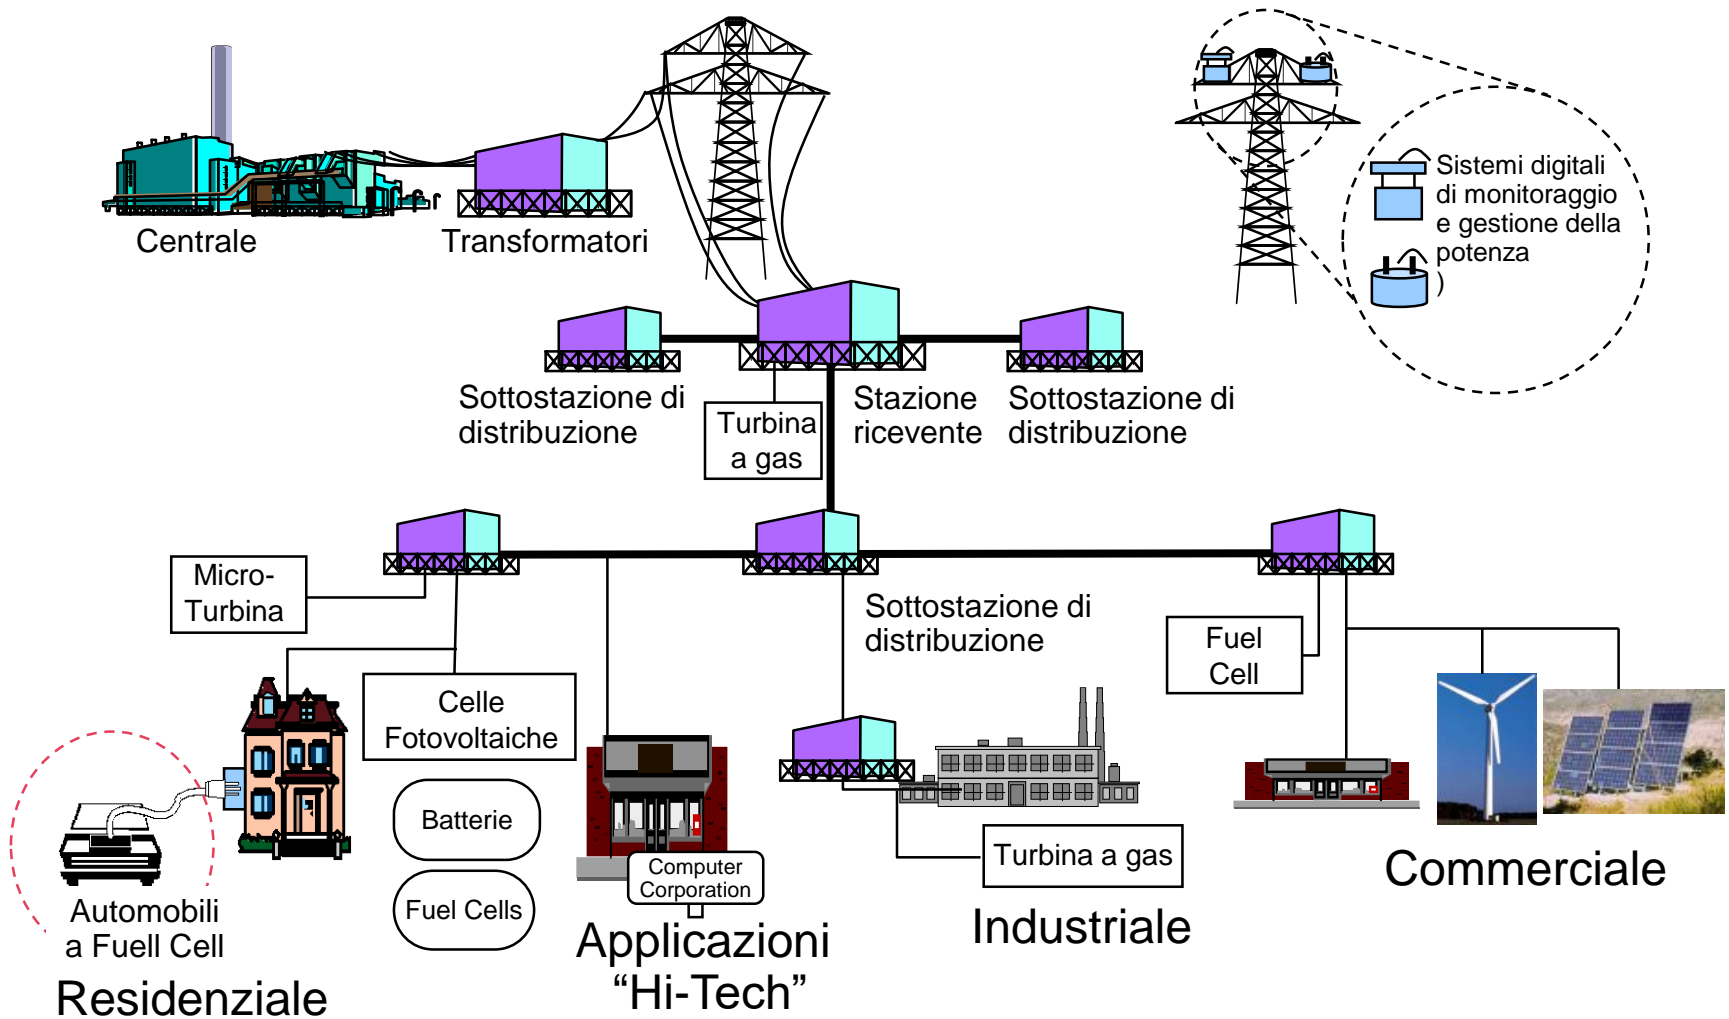 Centrale
Transformatori
Sistemi digitali
di monitoraggio
e gestione della
potenza
)
Sottostazione di
distribuzione
Turbina
a gas
Stazione
ricevente
Sottostazione di
distribuzione
Micro-
Turbina
Sottostazione di
distribuzione
Fuel
Cell
Celle
Fotovoltaiche
Batterie
Fuel Cells
Computer
Corporation
Turbina a gas
Automobili
a Fuell Cell
Residenziale
Applicazioni
“Hi-Tech”
Industriale
Commerciale